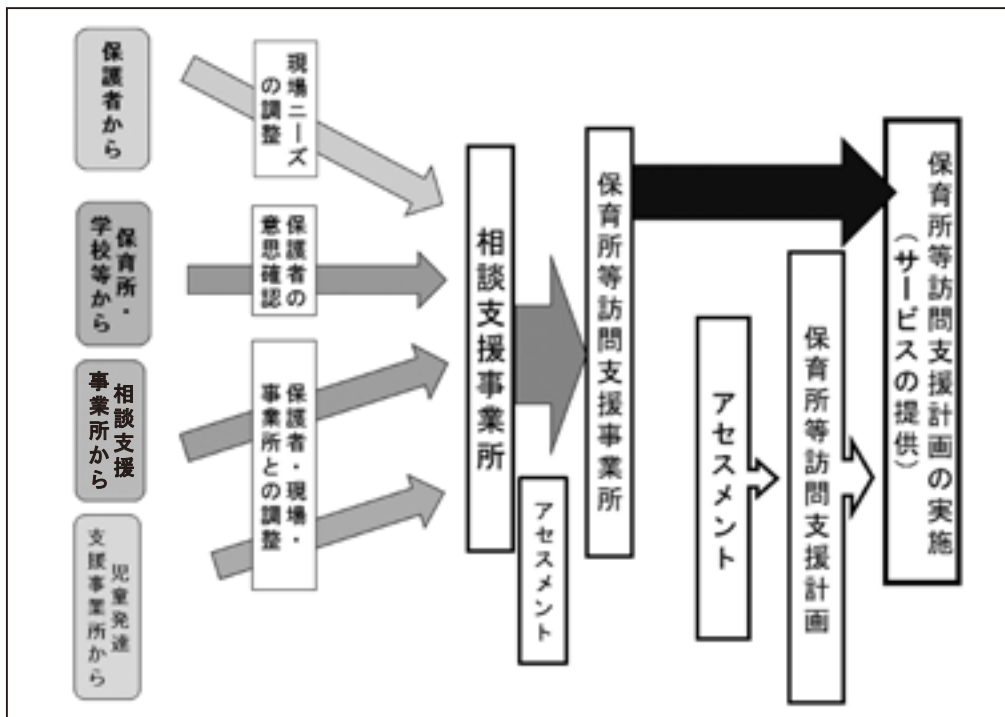 保護者から
保育所・
学校等から
相談支援
事業所から
児童発達
支援事業所から
現場ニーズ
の調整
保護者の
意思確認
保護者・現場・
事業所との調整
相談支援事業所
アセスメント
保育所等訪問支援事業所
アセスメント
保育所等訪問支援計画
保育所等訪問支援計画の実施
（サービスの提供）